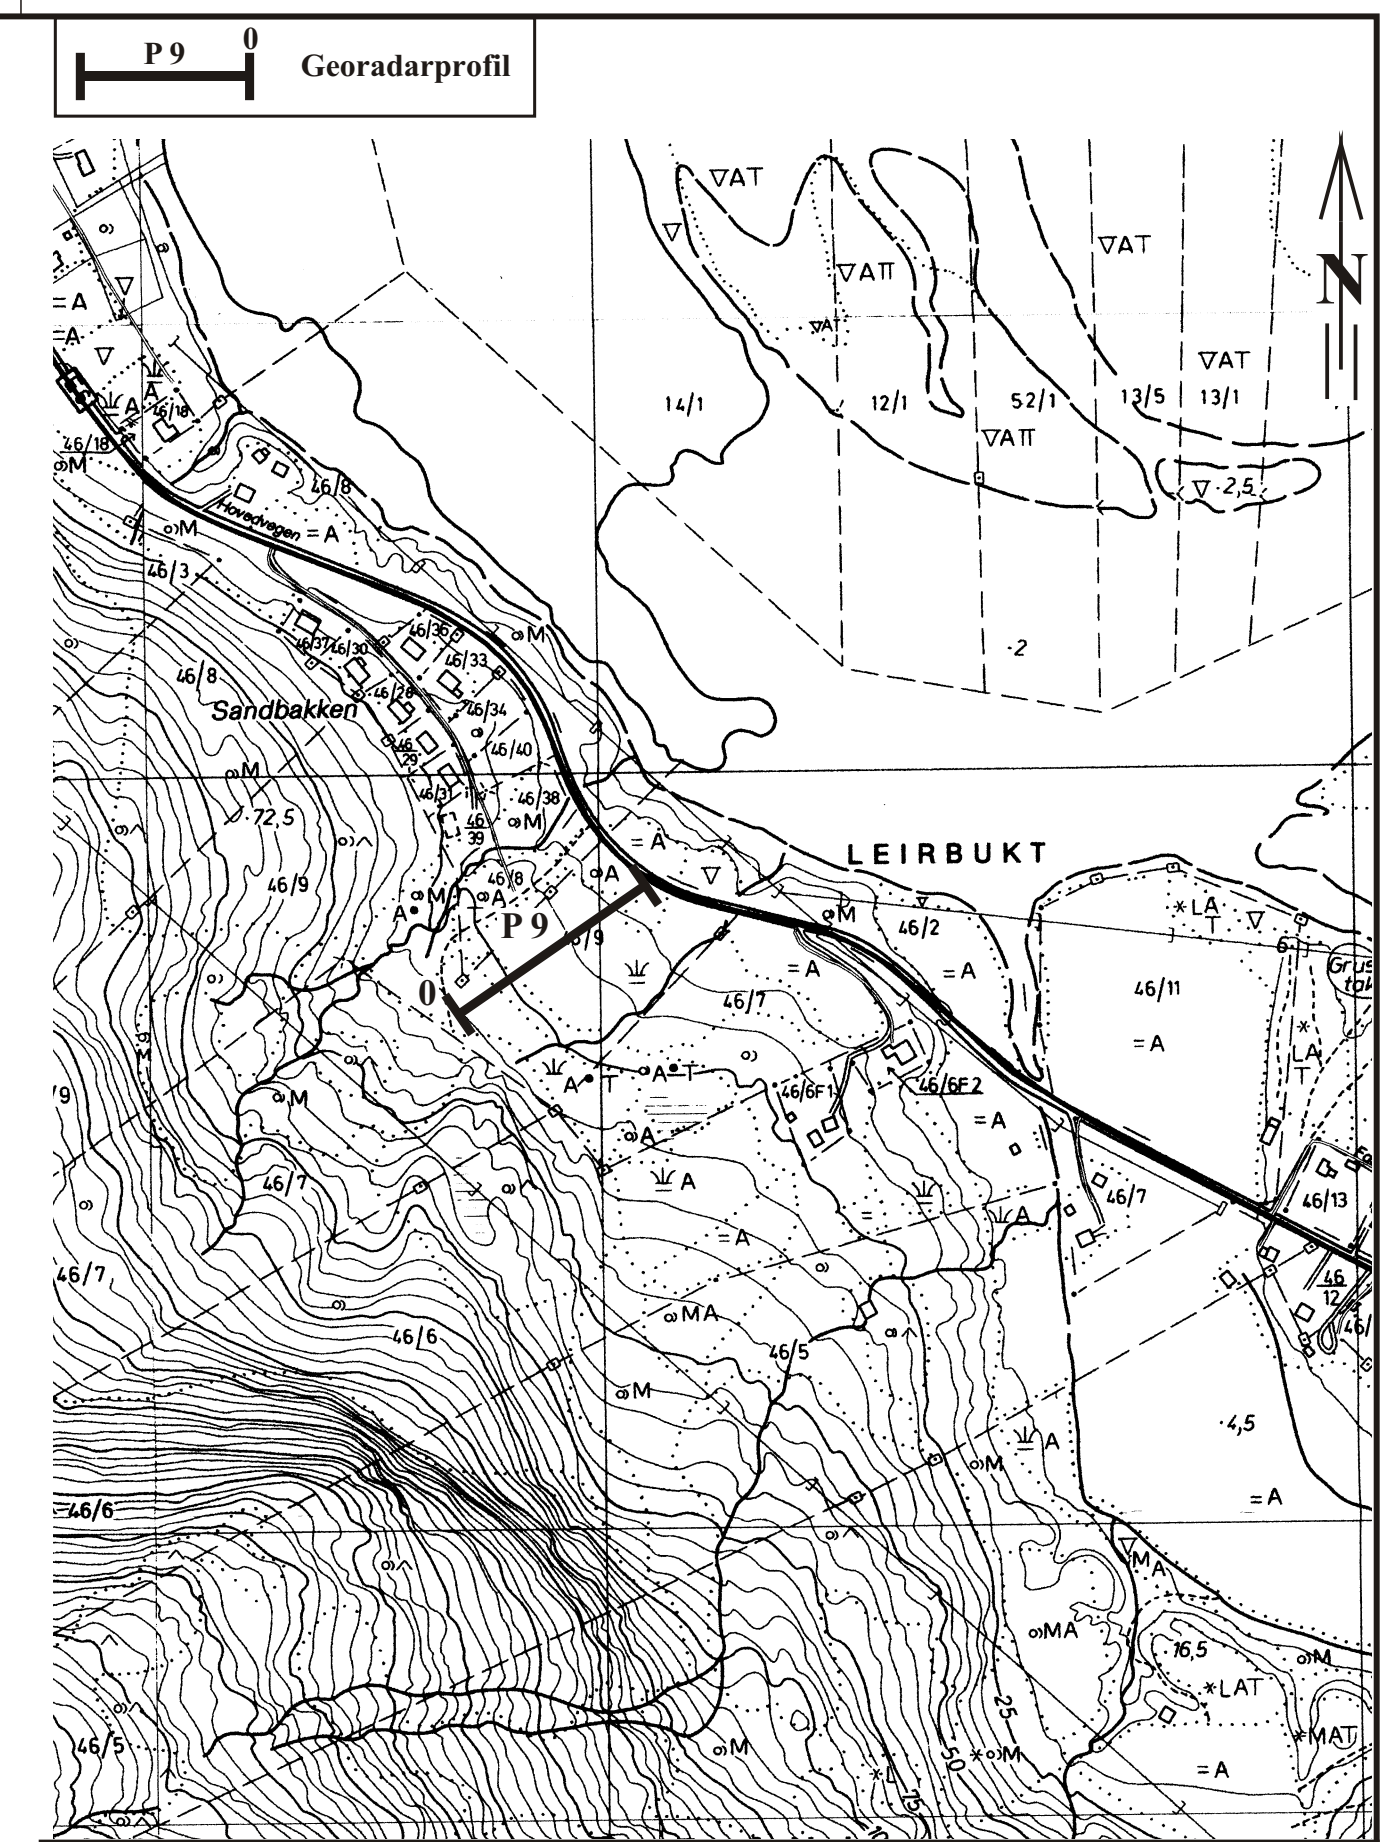 P 9 0 Georadarprofil
N
▽AT
▽AT
▽AΠ
= A
= A
▽AT
▽AT
14/1 12/1 52/1 13/5 13/1
A A 46/18
▽AΠ
46/18
M
46/8
▽ 2,5
Hovedvegen = A
M
46/3
46/36 M
46/37 46/30
46/33
·2
46/8
46/28
Sandbakken
46/34
46/29
46/40
M
46/31 46/38
·72,5
46/39 M
= A
LEIRBUKT
46/9
46/8 A
M A
A
P 9
M
46/2
*LA
T
6
0
= A
= A
46/7
46/11
*
LA
T
= A
A T
A T
46/6F1 46/6F2
M
A
= A
9
46/7
A
A
46/7
46/13
= A
46/7
46/12
MA
46/6
46/5
M
·4,5
A
M
= A
46/6
MA
MA
16,5
M
*LAT
25
*MAT
46/5
M
50
* M
= A
*L
75